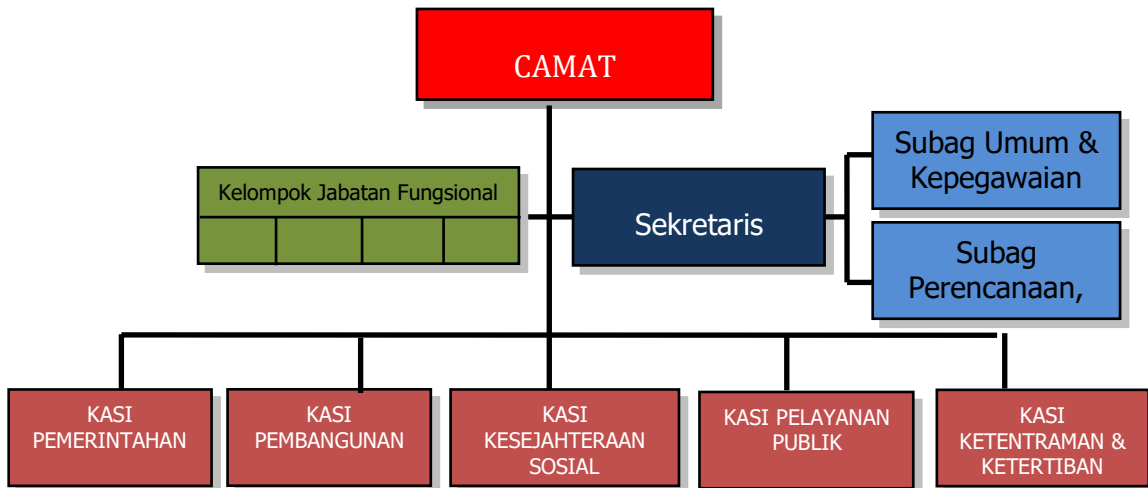 CAMAT
Kelompok Jabatan Fungsional
Sekretaris
Subag Umum &
Kepegawaian
Subag
Perencanaan,
KASI
PEMERINTAHAN
KASI
PEMBANGUNAN
KASI
KESEJAHTERAAN
SOSIAL
KASI PELAYANAN
PUBLIK
KASI
KETENTRAMAN &
KETERTIBAN